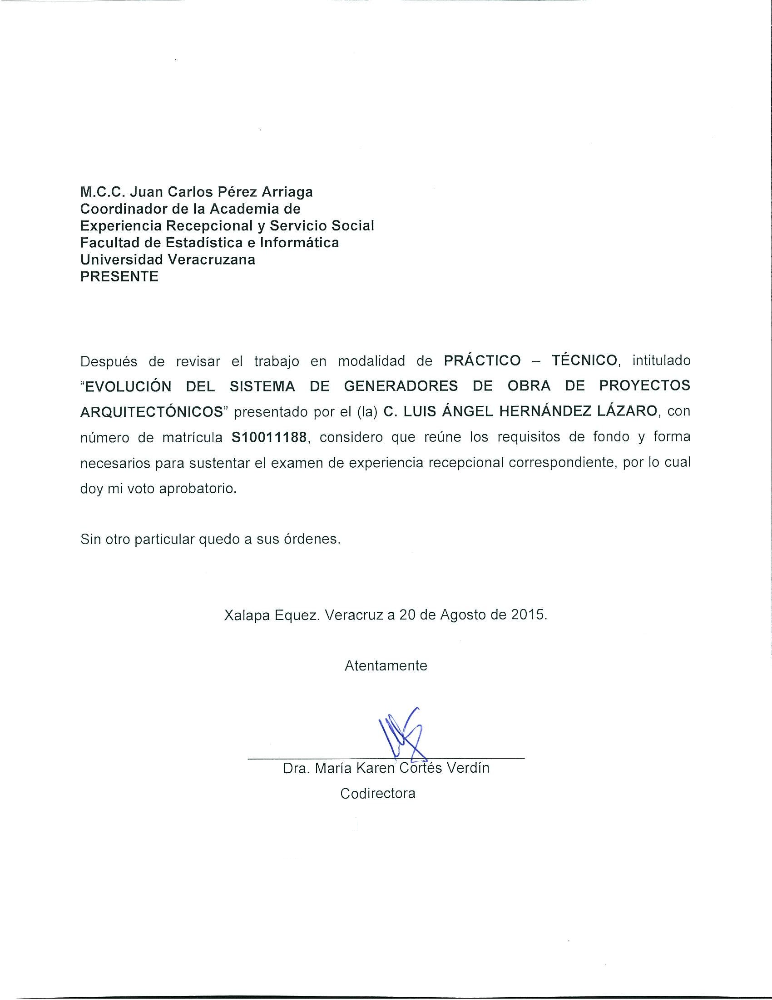 M.C.C. Juan Carlos Pérez Arriaga
Coordinador de la Academia de
Experiencia Recepcional y Servicio Social
Facultad de Estadística e Informática
Universidad Veracruzana
PRESENTE
Después de revisar el trabajo en modalidad de PRÁCTICO – TÉCNICO, intitulado
“EVOLUCIÓN DEL SISTEMA DE GENERADORES DE OBRA DE PROYECTOS
ARQUITECTÓNICOS” presentado por el (la) C. LUIS ÁNGEL HERNÁNDEZ LÁZARO, con
número de matrícula S10011188, considero que reúne los requisitos de fondo y forma
necesarios para sustentar el examen de experiencia recepcional correspondiente, por lo cual
doy mi voto aprobatorio.
Sin otro particular quedo a sus órdenes.
Xalapa Equez. Veracruz a 20 de Agosto de 2015.
Atentamente
Dra. María Karen Cortés Verdín
Codirectora